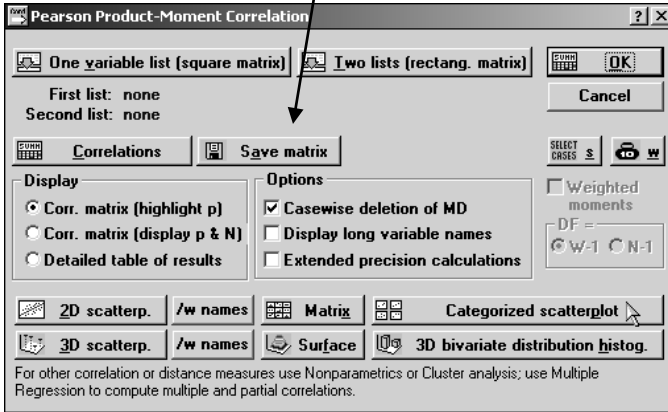 Pearson Product-Moment Correlation
One variable list (square matrix) Two lists (rectang. matrix) OK
First list: none
Second list: none
Cancel
Correlations Save matrix SELECT CASES S W
Display Options
Weighted moments
Corr. matrix (highlight p) Casewise deletion of MD
Corr. matrix (display p & N) Display long variable names DF =
Detailed table of results Extended precision calculations W-1 N-1
2D scatterp. /w names Matrix Categorized scatterplot
3D scatterp. /w names Surface 3D bivariate distribution histog.
For other correlation or distance measures use Nonparametrics or Cluster analysis; use Multiple
Regression to compute multiple and partial correlations.